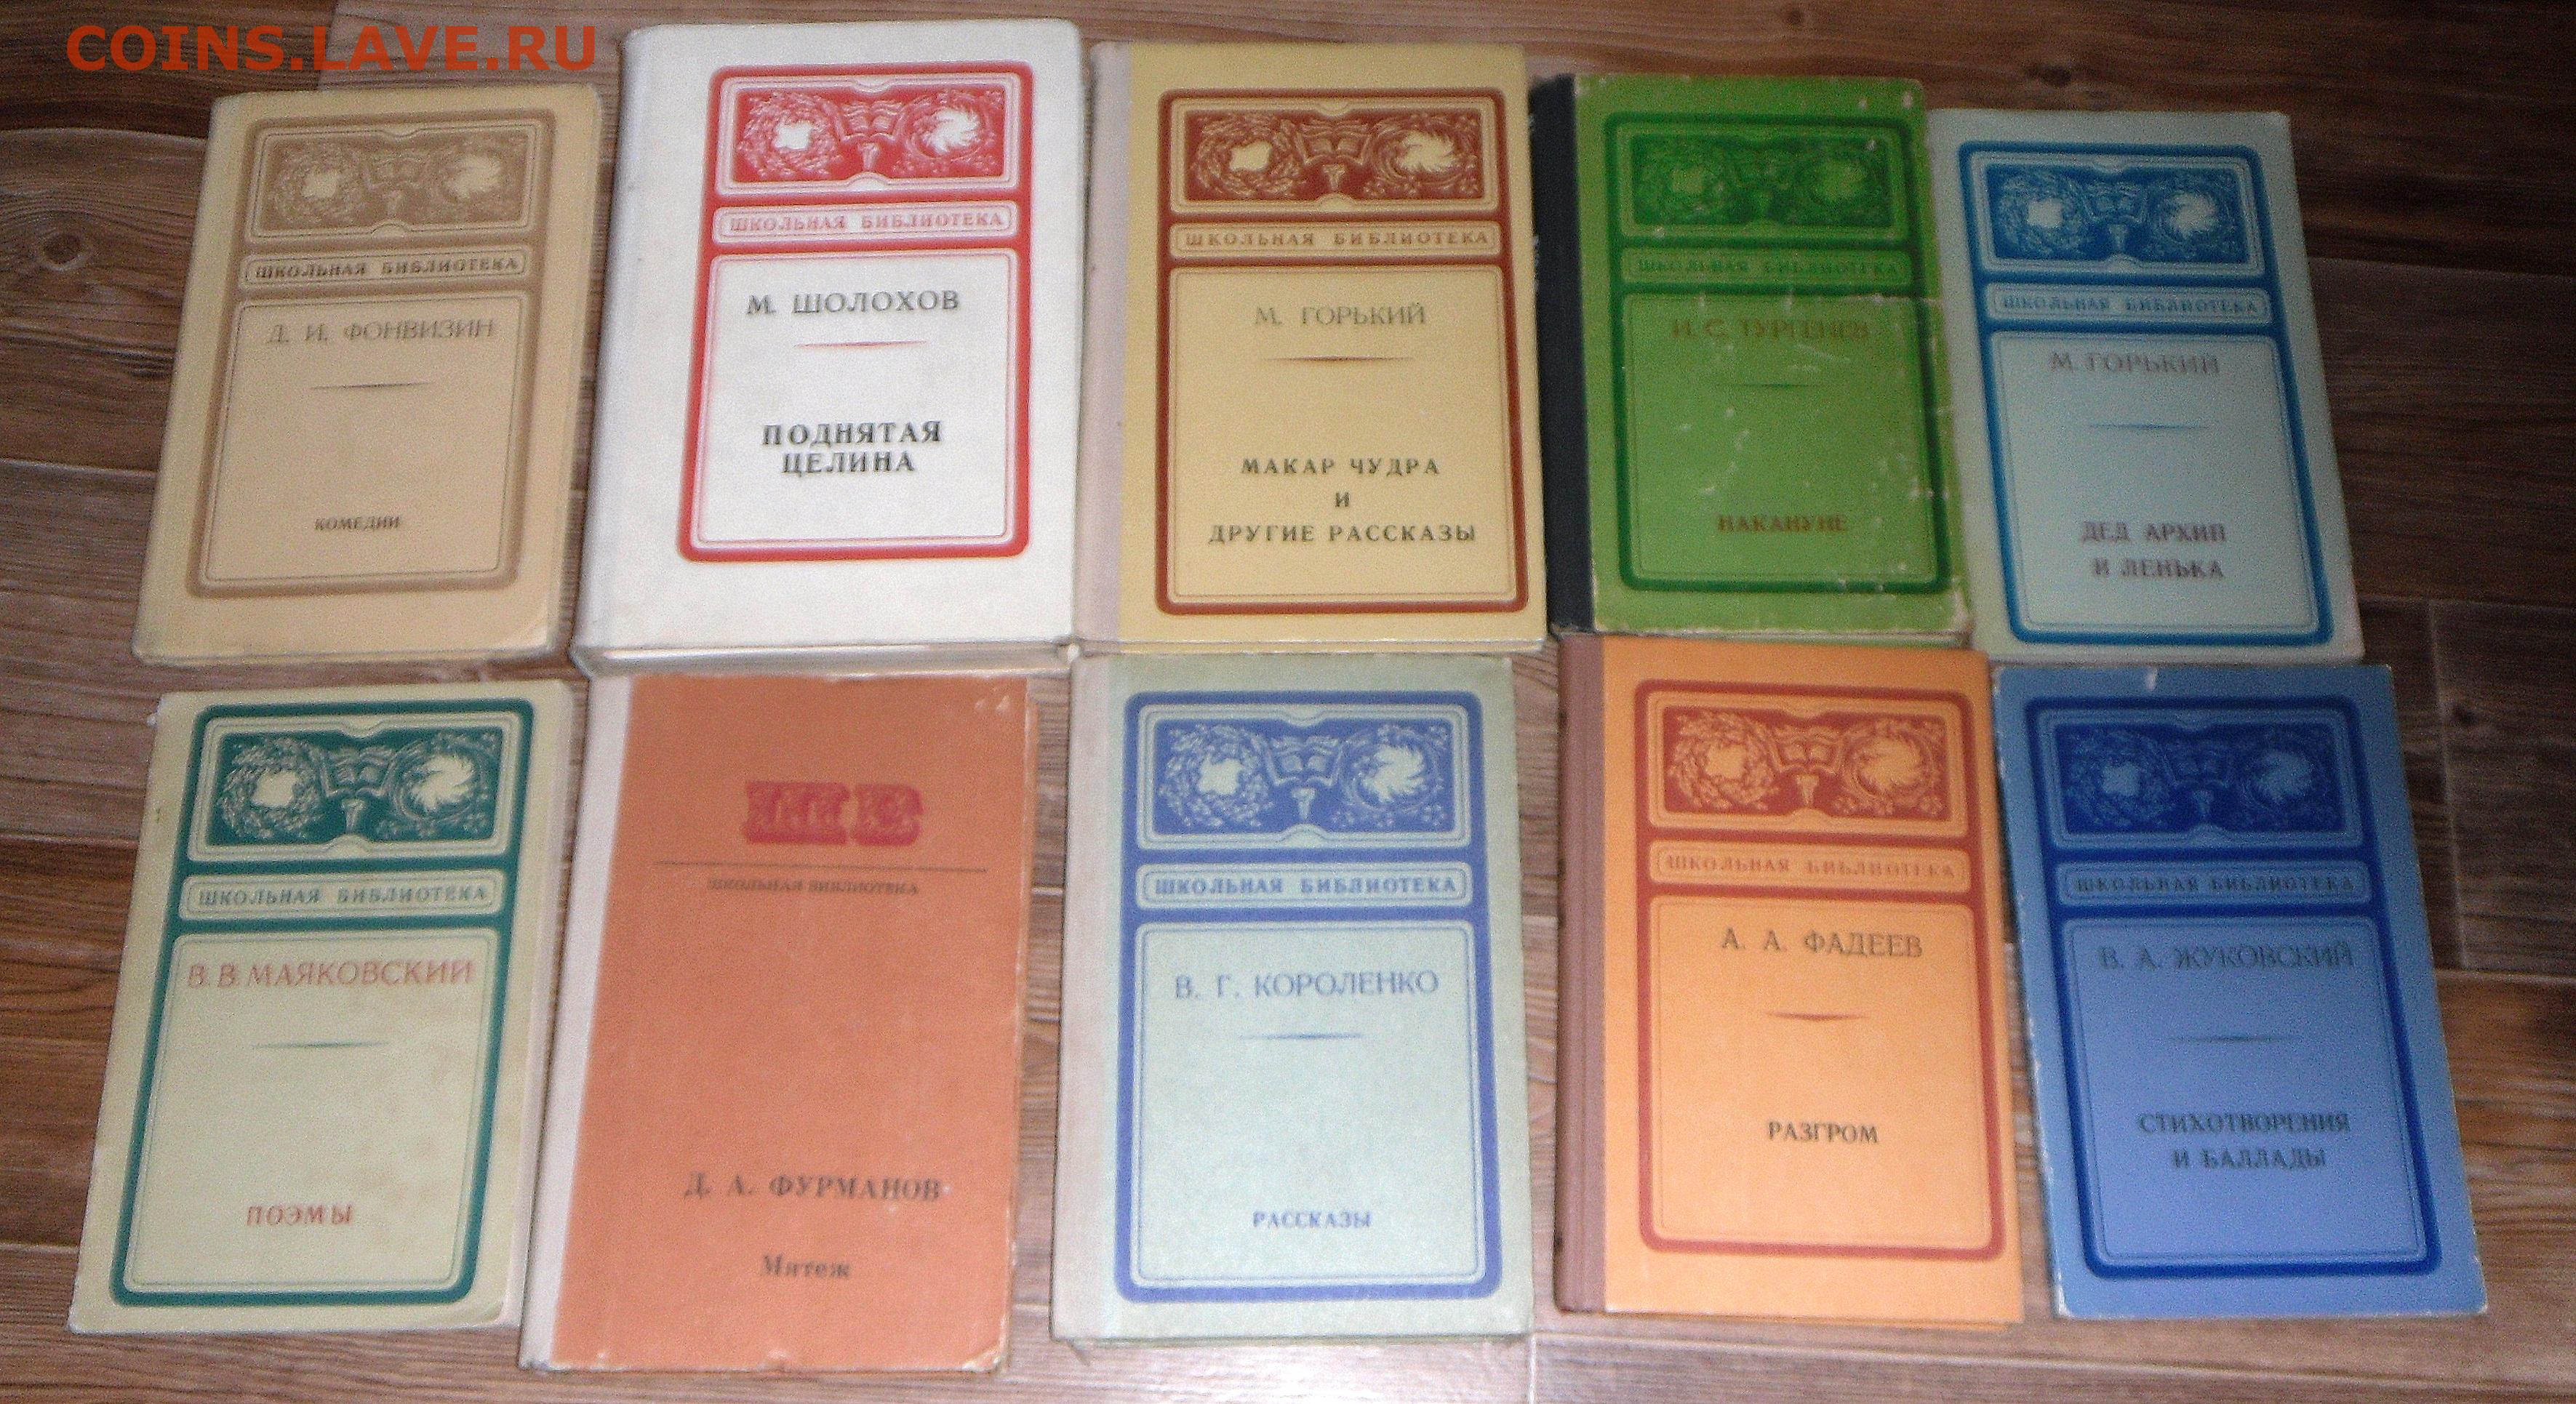 COINS.LAVE.RU
ШКОЛЬНАЯ БИБЛИОТЕКА
Д. И. ФОНВИЗИН
КОМЕДИИ
ШКОЛЬНАЯ БИБЛИОТЕКА
М. ШОЛОХОВ
ПОДНЯТАЯ
ЦЕЛИНА
ШКОЛЬНАЯ БИБЛИОТЕКА
М. ГОРЬКИЙ
МАКАР ЧУДРА
И
ДРУГИЕ РАССКАЗЫ
ШКОЛЬНАЯ БИБЛИОТЕКА
И. С. ТУРГЕНЕВ
НАКАНУНЕ
ШКОЛЬНАЯ БИБЛИОТЕКА
М. ГОРЬКИЙ
ДЕД АРХИП
И ЛЕНЬКА
ШКОЛЬНАЯ БИБЛИОТЕКА
В. В. МАЯКОВСКИЙ
ПОЭМЫ
ШБ
ШКОЛЬНАЯ БИБЛИОТЕКА
Д. А. ФУРМАНОВ
Мятеж
ШКОЛЬНАЯ БИБЛИОТЕКА
В. Г. КОРОЛЕНКО
РАССКАЗЫ
ШКОЛЬНАЯ БИБЛИОТЕКА
А. А. ФАДЕЕВ
РАЗГРОМ
ШКОЛЬНАЯ БИБЛИОТЕКА
В. А. ЖУКОВСКИЙ
СТИХОТВОРЕНИЯ
И БАЛЛАДЫ